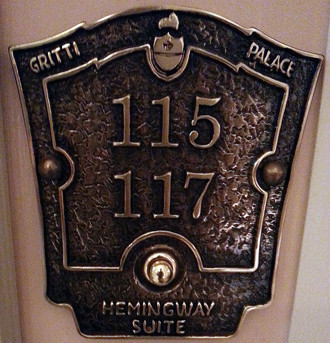 GRITTI PALACE
115
117
HEMINGWAY
SUITE